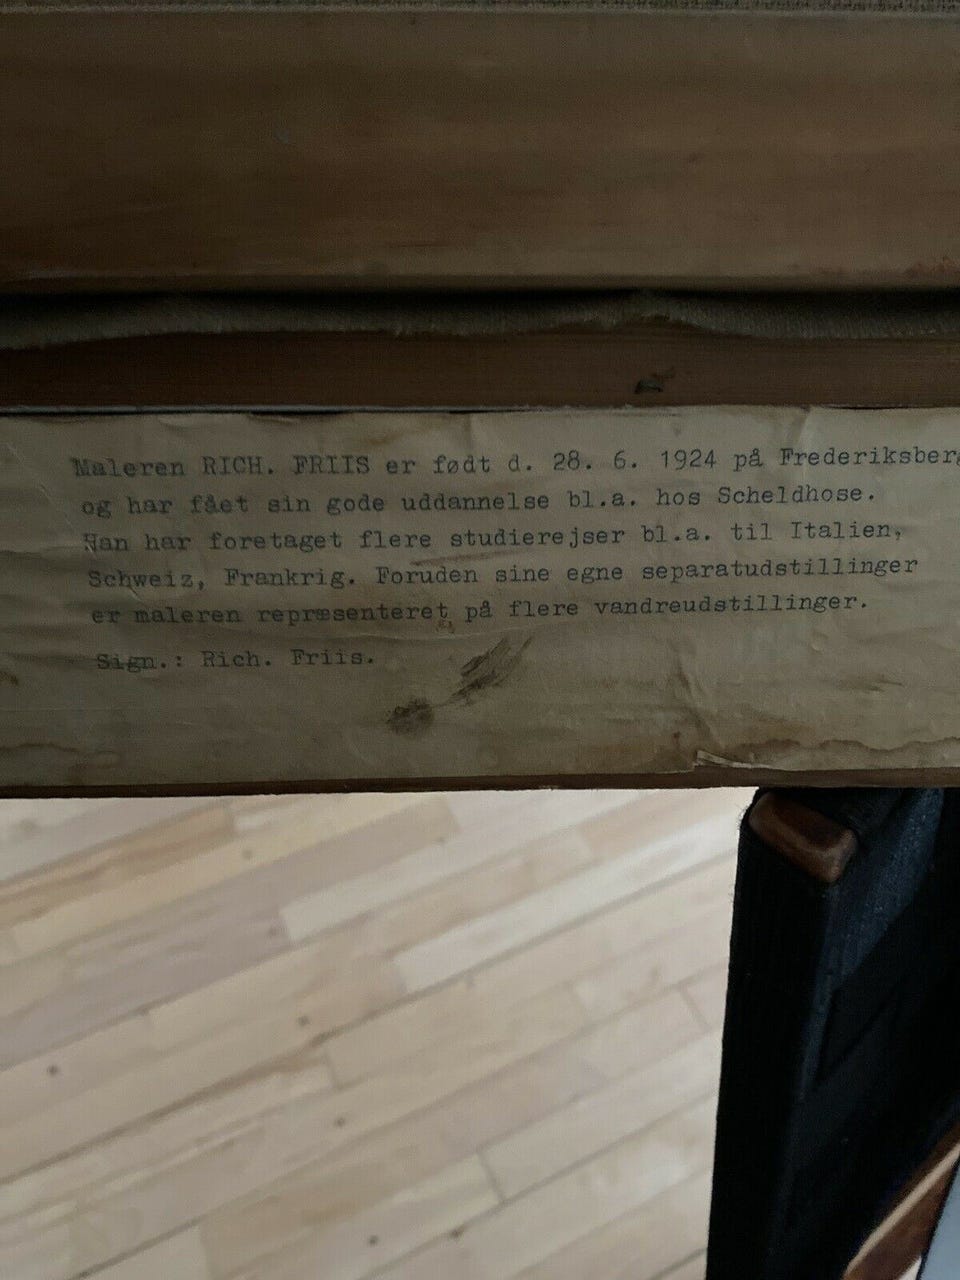 Maleren RICH. FRIIS er født d. 28. 6. 1924 på Frederiksberg
og har fået sin gode uddannelse bl.a. hos Scheldhose.
Han har foretaget flere studierejser bl.a. til Italien,
Schweiz, Frankrig. Foruden sine egne separatudstillinger
er maleren repræsenteret på flere vandreudstillinger.
Sign.: Rich. Friis.